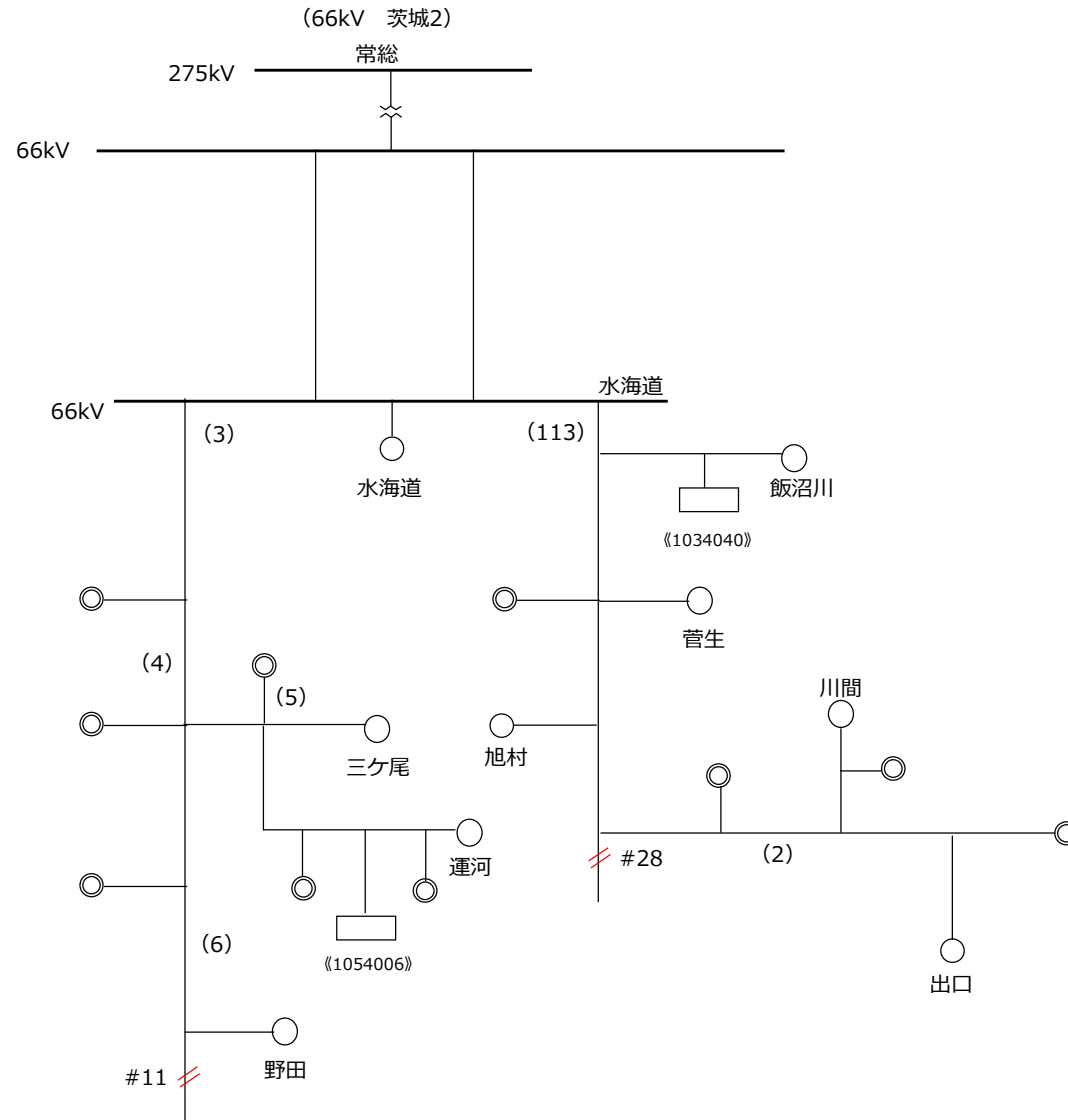 （66kV　茨城2）
常総
275kV
66kV
水海道
66kV
（3）
（113）
水海道
飯沼川
《1034040》
菅生
（4）
（5）
川間
三ケ尾
旭村
運河
#28
（2）
（6）
《1054006》
出口
野田
#11